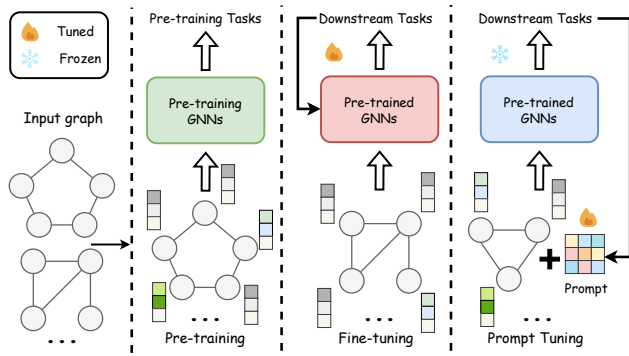 Tuned
Frozen
Input graph
...
Pre-training Tasks
Pre-training
GNNs
...
Pre-training
Downstream Tasks
Pre-trained
GNNs
...
Fine-tuning
Downstream Tasks
Pre-trained
GNNs
+
Prompt
...
Prompt Tuning